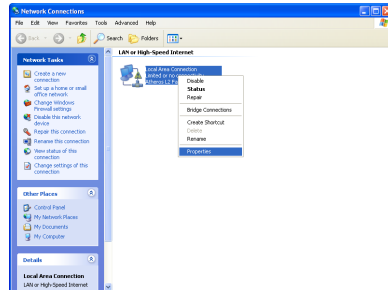 Network Connections
File Edit View Favorites Tools Advanced Help
Back Search Folders
LAN or High-Speed Internet
Network Tasks
Create a new
connection
Set up a home or small
office network
Change Windows
Firewall settings
Disable this network
device
Repair this connection
Rename this connection
View status of this
connection
Change settings of this
connection
Other Places
Control Panel
My Network Places
My Documents
My Computer
Details
Local Area Connection
LAN or High-Speed Internet
Local Area Connection
Limited or no connectivity
Atheros L2 Fa
Disable
Status
Repair
Bridge Connections
Create Shortcut
Delete
Rename
Properties